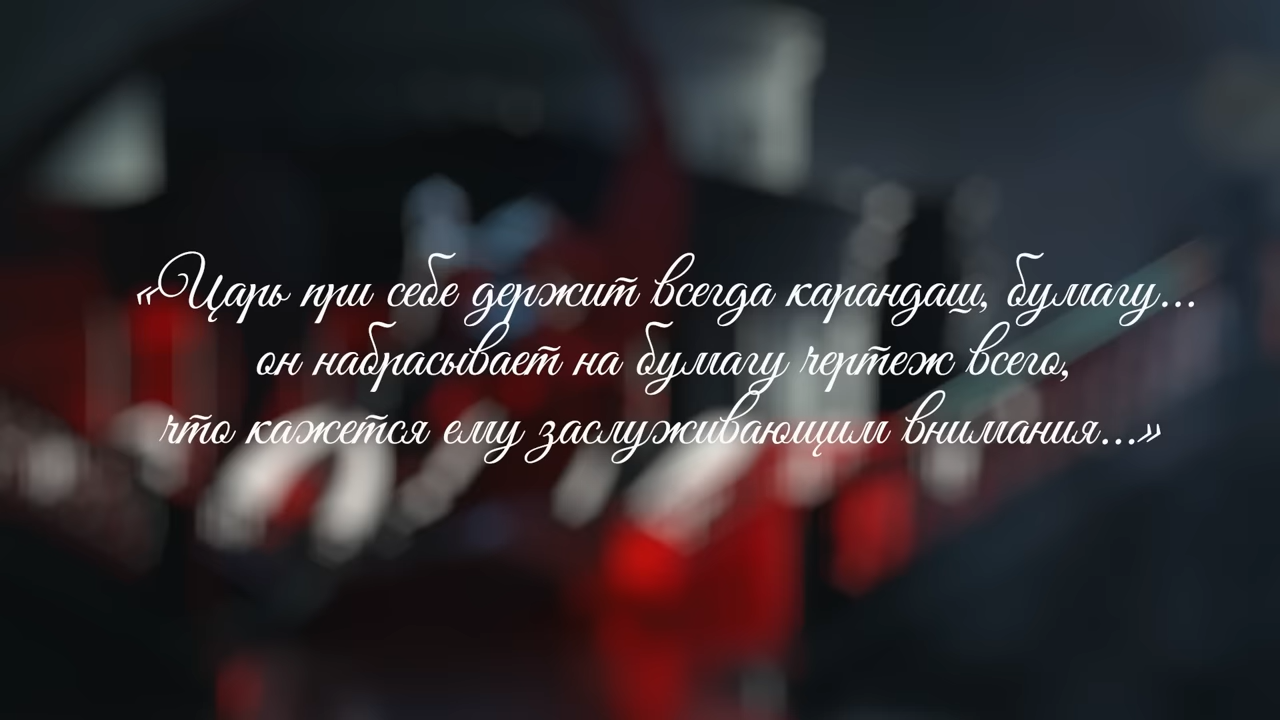 «Царь при себе держит всегда карандаш, бумагу...
он набрасывает на бумагу чертеж всего,
что кажется ему заслуживающим внимания...»